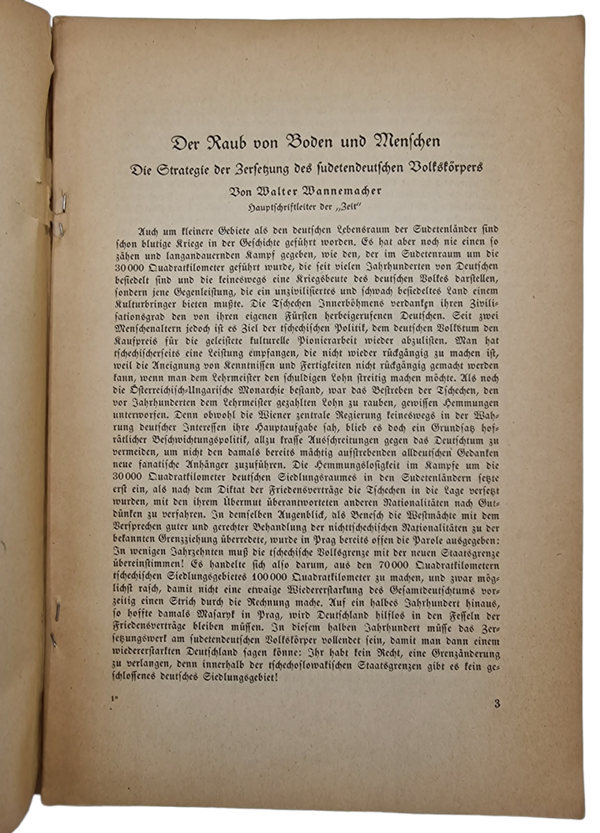 Der Raub von Boden und Menschen
Die Strategie der Zersetzung des sudetendeutschen Volkskörpers
Von Walter Wannemacher
Hauptschriftleiter der „Zeit“
Auch um kleinere Gebiete als den deutschen Lebensraum der Sudetenländer sind
schon blutige Kriege in der Geschichte geführt worden. Es hat aber noch nie einen so
zähen und langandauernden Kampf gegeben, wie den, der im Sudetenraum um die
30 000 Quadratkilometer geführt wurde, die seit vielen Jahrhunderten von Deutschen
besiedelt sind und die keineswegs eine Kriegsbeute des deutschen Volkes darstellen,
sondern jene Gegenleistung, die ein unzivilisiertes und schwach besiedeltes Land einem
Kulturbringer bieten mußte. Die Tschechen Innerböhmens verdanken ihren Zivili-
sationsgrad den von ihren eigenen Fürsten herbeigerufenen Deutschen. Seit zwei
Menschenaltern jedoch ist es Ziel der tschechischen Politik, dem deutschen Volkstum den
Kaufpreis für die geleistete kulturelle Pionierarbeit wieder abzulisten. Man hat
tschechischerseits eine Leistung empfangen, die nicht wieder rückgängig zu machen ist,
weil die Aneignung von Kenntnissen und Fertigkeiten nicht rückgängig gemacht werden
kann, wenn man dem Lehrmeister den schuldigen Lohn streitig machen möchte. Als noch
die Österreichisch-Ungarische Monarchie bestand, war das Bestreben der Tschechen, den
vor Jahrhunderten dem Lehrmeister gezahlten Lohn zu rauben, gewissen Hemmungen
unterworfen. Denn obwohl die Wiener zentrale Regierung keineswegs in der Wah-
rung deutscher Interessen ihre Hauptaufgabe sah, blieb es doch ein Grundsatz hof-
rätlicher Beschwichtungspolitik, allzu krasse Ausschreitungen gegen das Deutschtum zu
vermeiden, um nicht den damals bereits mächtig aufstrebenden alldeutschen Gedanken
neue fanatische Anhänger zuzuführen. Die Hemmungslosigkeit im Kampfe um die
30 000 Quadratkilometer deutschen Siedlungsraumes in den Sudetenländern setzte
erst ein, als nach dem Diktat der Friedensverträge die Tschechen in die Lage versetzt
wurden, mit den ihrem Übermut überantworteten anderen Nationalitäten nach Gut-
dünken zu verfahren. In demselben Augenblick, als Benesch die Westmächte mit dem
Versprechen guter und gerechter Behandlung der nichttschechischen Nationalitäten zu der
bekannten Grenzziehung überredete, wurde in Prag bereits offen die Parole ausgegeben:
In wenigen Jahrzehnten muß die tschechische Volksgrenze mit der neuen Staatsgrenze
übereinstimmen! Es handelte sich also darum, aus den 70 000 Quadratkilometern
tschechischen Siedlungsgebietes 100 000 Quadratkilometer zu machen, und zwar mög-
lichst rasch, damit nicht eine etwaige Wiedererstarkung des Gesamtdeutschtums vor-
zeitig einen Strich durch die Rechnung mache. Auf ein halbes Jahrhundert hinaus,
so hoffte damals Masaryk in Prag, wird Deutschland hilflos in den Fesseln der
Friedensverträge bleiben müssen. In diesem halben Jahrhundert müsse das Zer-
setzungswerk am sudetendeutschen Volkskörper vollendet sein, damit man dann einem
wiedererstarkten Deutschland sagen könne: Ihr habt kein Recht, eine Grenzänderung
zu verlangen, denn innerhalb der tschechoslowakischen Staatsgrenzen gibt es kein ge-
schlossenes deutsches Siedlungsgebiet!
1*
3